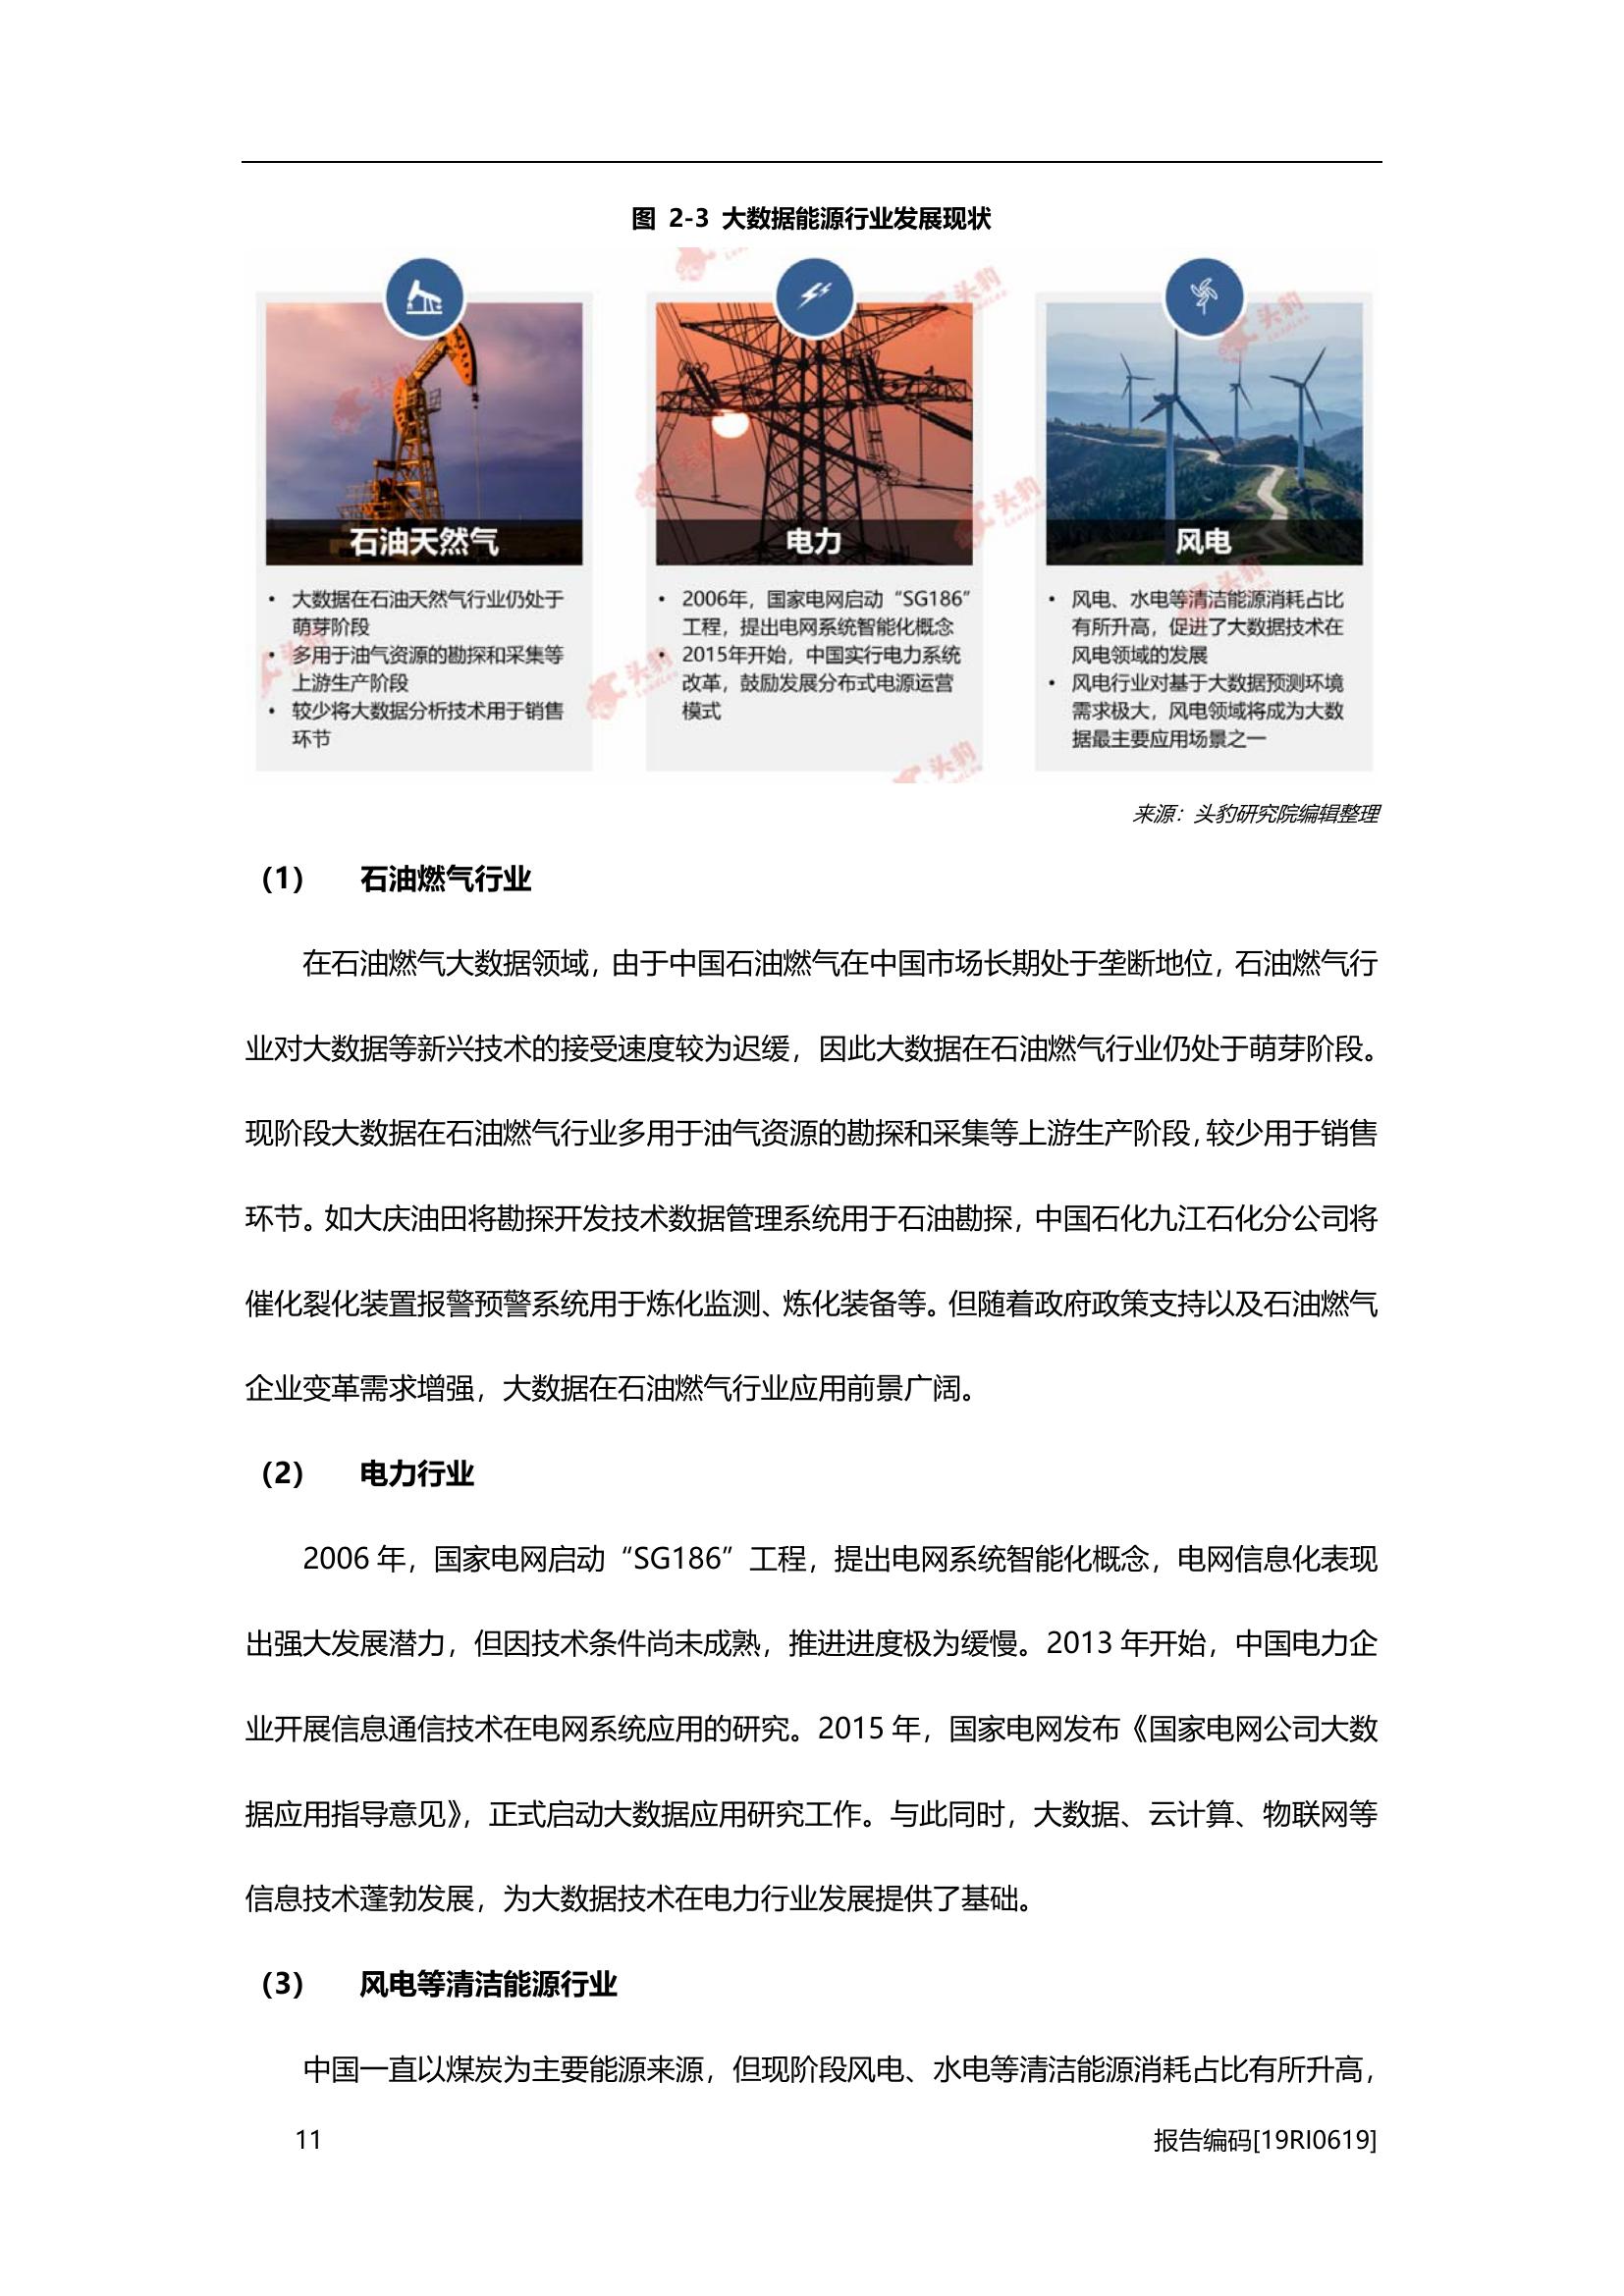 图 2-3 大数据能源行业发展现状
石油天然气
• 大数据在石油天然气行业仍处于
萌芽阶段
• 多用于油气资源的勘探和采集等
上游生产阶段
• 较少将大数据分析技术用于销售
环节
电力
• 2006年，国家电网启动“SG186”
工程，提出电网系统智能化概念
• 2015年开始，中国实行电力系统
改革，鼓励发展分布式电源运营
模式
风电
• 风电、水电等清洁能源消耗占比
有所升高，促进了大数据技术在
风电领域的发展
• 风电行业对基于大数据预测环境
需求极大，风电领域将成为大数
据最主要应用场景之一
来源：头豹研究院编辑整理
（1） 石油燃气行业
在石油燃气大数据领域，由于中国石油燃气在中国市场长期处于垄断地位，石油燃气行
业对大数据等新兴技术的接受速度较为迟缓，因此大数据在石油燃气行业仍处于萌芽阶段。
现阶段大数据在石油燃气行业多用于油气资源的勘探和采集等上游生产阶段，较少用于销售
环节。如大庆油田将勘探开发技术数据管理系统用于石油勘探，中国石化九江石化分公司将
催化裂化装置报警预警系统用于炼化监测、炼化装备等。但随着政府政策支持以及石油燃气
企业变革需求增强，大数据在石油燃气行业应用前景广阔。
（2） 电力行业
2006 年，国家电网启动“SG186”工程，提出电网系统智能化概念，电网信息化表现
出强大发展潜力，但因技术条件尚未成熟，推进进度极为缓慢。2013 年开始，中国电力企
业开展信息通信技术在电网系统应用的研究。2015 年，国家电网发布《国家电网公司大数
据应用指导意见》，正式启动大数据应用研究工作。与此同时，大数据、云计算、物联网等
信息技术蓬勃发展，为大数据技术在电力行业发展提供了基础。
（3） 风电等清洁能源行业
中国一直以煤炭为主要能源来源，但现阶段风电、水电等清洁能源消耗占比有所升高，
11 报告编码[19RI0619]